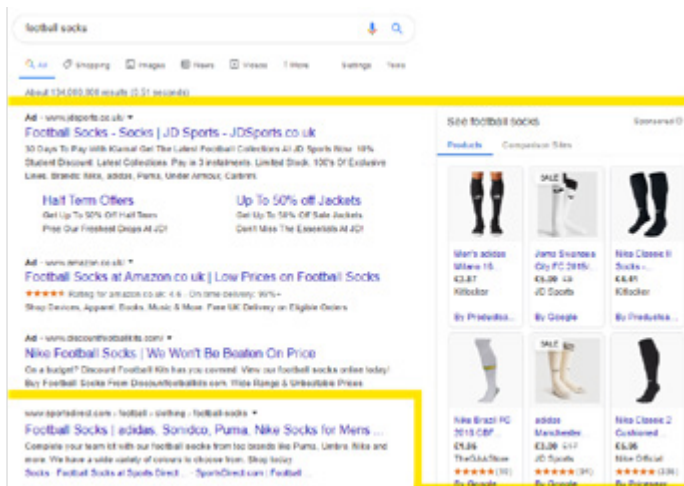 football socks
All Shopping Images News Videos More Settings Tools
About 134,000,000 results (0.51 seconds)
Ad · www.jdsports.co.uk/
Football Socks - Socks | JD Sports - JDSports.co.uk
30 Days To Pay With Klarna! Get The Latest Football Collections At JD Sports Now. 10%
Student Discount. Latest Collections. Pay in 3 instalments. Limited Stock. 100's Of Exclusive
Lines. Brands: Nike, adidas, Puma, Under Armour, Carbrini.
Half Term Offers
Get Up To 50% Off Half Term
Free Our Freshest Drops At JD!
Up To 50% off Jackets
Get Up To 50% Off Sale Jackets
Don't Miss The Essentials At JD!
Ad · www.amazon.co.uk/
Football Socks at Amazon.co.uk | Low Prices on Football Socks
Rating for amazon.co.uk: 4.6 - On-time delivery: 99%+
Shop Devices, Apparel, Books, Music & More. Free UK Delivery on Eligible Orders
Ad · www.discountfootballkits.com/
Nike Football Socks | We Won't Be Beaten On Price
On a budget? Discount Football Kits has you covered. View our football socks online today!
Buy Football Socks From Discountfootballkits.com. Wide Range & Unbeatable Prices
www.sportsdirect.com › football › clothing › football-socks
Football Socks | adidas, Sondico, Puma, Nike Socks for Mens ...
Complete your team kit with our football socks from top brands like Puma, Umbro, Nike and
more. We have a wide variety of colours to choose from. Shop today
Socks · Football Socks at Sports Direct ... · SportsDirect.com | Football ...
See football socks Sponsored
Products Comparison Sites
SALE
Men's adidas
Milano 16...
Kitlocker
By Productsa...
Joma Swansea
City FC 2015/...
JD Sports
By Google
Nike Classic II
Socks -...
Kitlocker
By Productsa...
SALE
Nike Brazil FC
2015 CBF...
By Google
adidas
Manchester
JD Sports
By Google
Nike Classic 2
Cushioned...
Nike Official